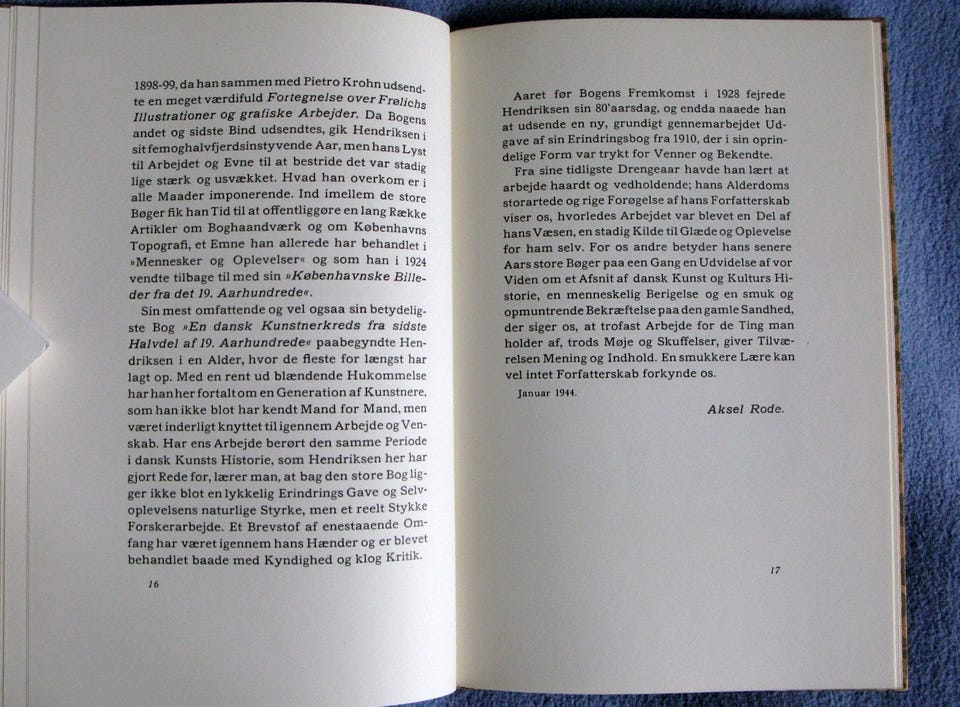 1898-99, da han sammen med Pietro Krohn udsend-
te en meget værdifuld Fortegnelse over Frølichs
Illustrationer og grafiske Arbejder. Da Bogens
andet og sidste Bind udsendtes, gik Hendriksen i
sit femoghalvfjerdsinstyvende Aar, men hans Lyst
til Arbejdet og Evne til at bestride det var stadig
lige stærk og usvækket. Hvad han overkom er i
alle Maader imponerende. Ind imellem de store
Bøger fik han Tid til at offentliggøre en lang Række
Artikler om Boghaandværk og om Københavns
Topografi, et Emne han allerede har behandlet i
»Mennesker og Oplevelser« og som han i 1924
vendte tilbage til med sin »Københavnske Bille-
der fra det 19. Aarhundrede«.
Sin mest omfattende og vel ogsaa sin betydelig-
ste Bog »En dansk Kunstnerkreds fra sidste
Halvdel af 19. Aarhundrede« paabegyndte Hen-
driksen i en Alder, hvor de fleste for længst har
lagt op. Med en rent ud blændende Hukommelse
har han her fortalt om en Generation af Kunstnere,
som han ikke blot har kendt Mand for Mand, men
været inderligt knyttet til igennem Arbejde og Ven-
skab. Har ens Arbejde berørt den samme Periode
i dansk Kunsts Historie, som Hendriksen her har
gjort Rede for, lærer man, at bag den store Bog lig-
ger ikke blot en lykkelig Erindrings Gave og Selv-
oplevelsens naturlige Styrke, men et reelt Stykke
Forskerarbejde. Et Brevstof af enestaaende Om-
fang har været igennem hans Hænder og er blevet
behandlet baade med Kyndighed og klog Kritik.
16
Aaret før Bogens Fremkomst i 1928 fejrede
Hendriksen sin 80'aarsdag, og endda naaede han
at udsende en ny, grundigt gennemarbejdet Ud-
gave af sin Erindringsbog fra 1910, der i sin oprin-
delige Form var trykt for Venner og Bekendte.
Fra sine tidligste Drengeaar havde han lært at
arbejde haardt og vedholdende; hans Alderdoms
storartede og rige Forøgelse af hans Forfatterskab
viser os, hvorledes Arbejdet var blevet en Del af
hans Væsen, en stadig Kilde til Glæde og Oplevelse
for ham selv. For os andre betyder hans senere
Aars store Bøger paa een Gang en Udvidelse af vor
Viden om et Afsnit af dansk Kunst og Kulturs Hi-
storie, en menneskelig Berigelse og en smuk og
opmuntrende Bekræftelse paa den gamle Sandhed,
der siger os, at trofast Arbejde for de Ting man
holder af, trods Møje og Skuffelser, giver Tilvæ-
relsen Mening og Indhold. En smukkere Lære kan
vel intet Forfatterskab forkynde os.
Januar 1944.
Aksel Rode.
17